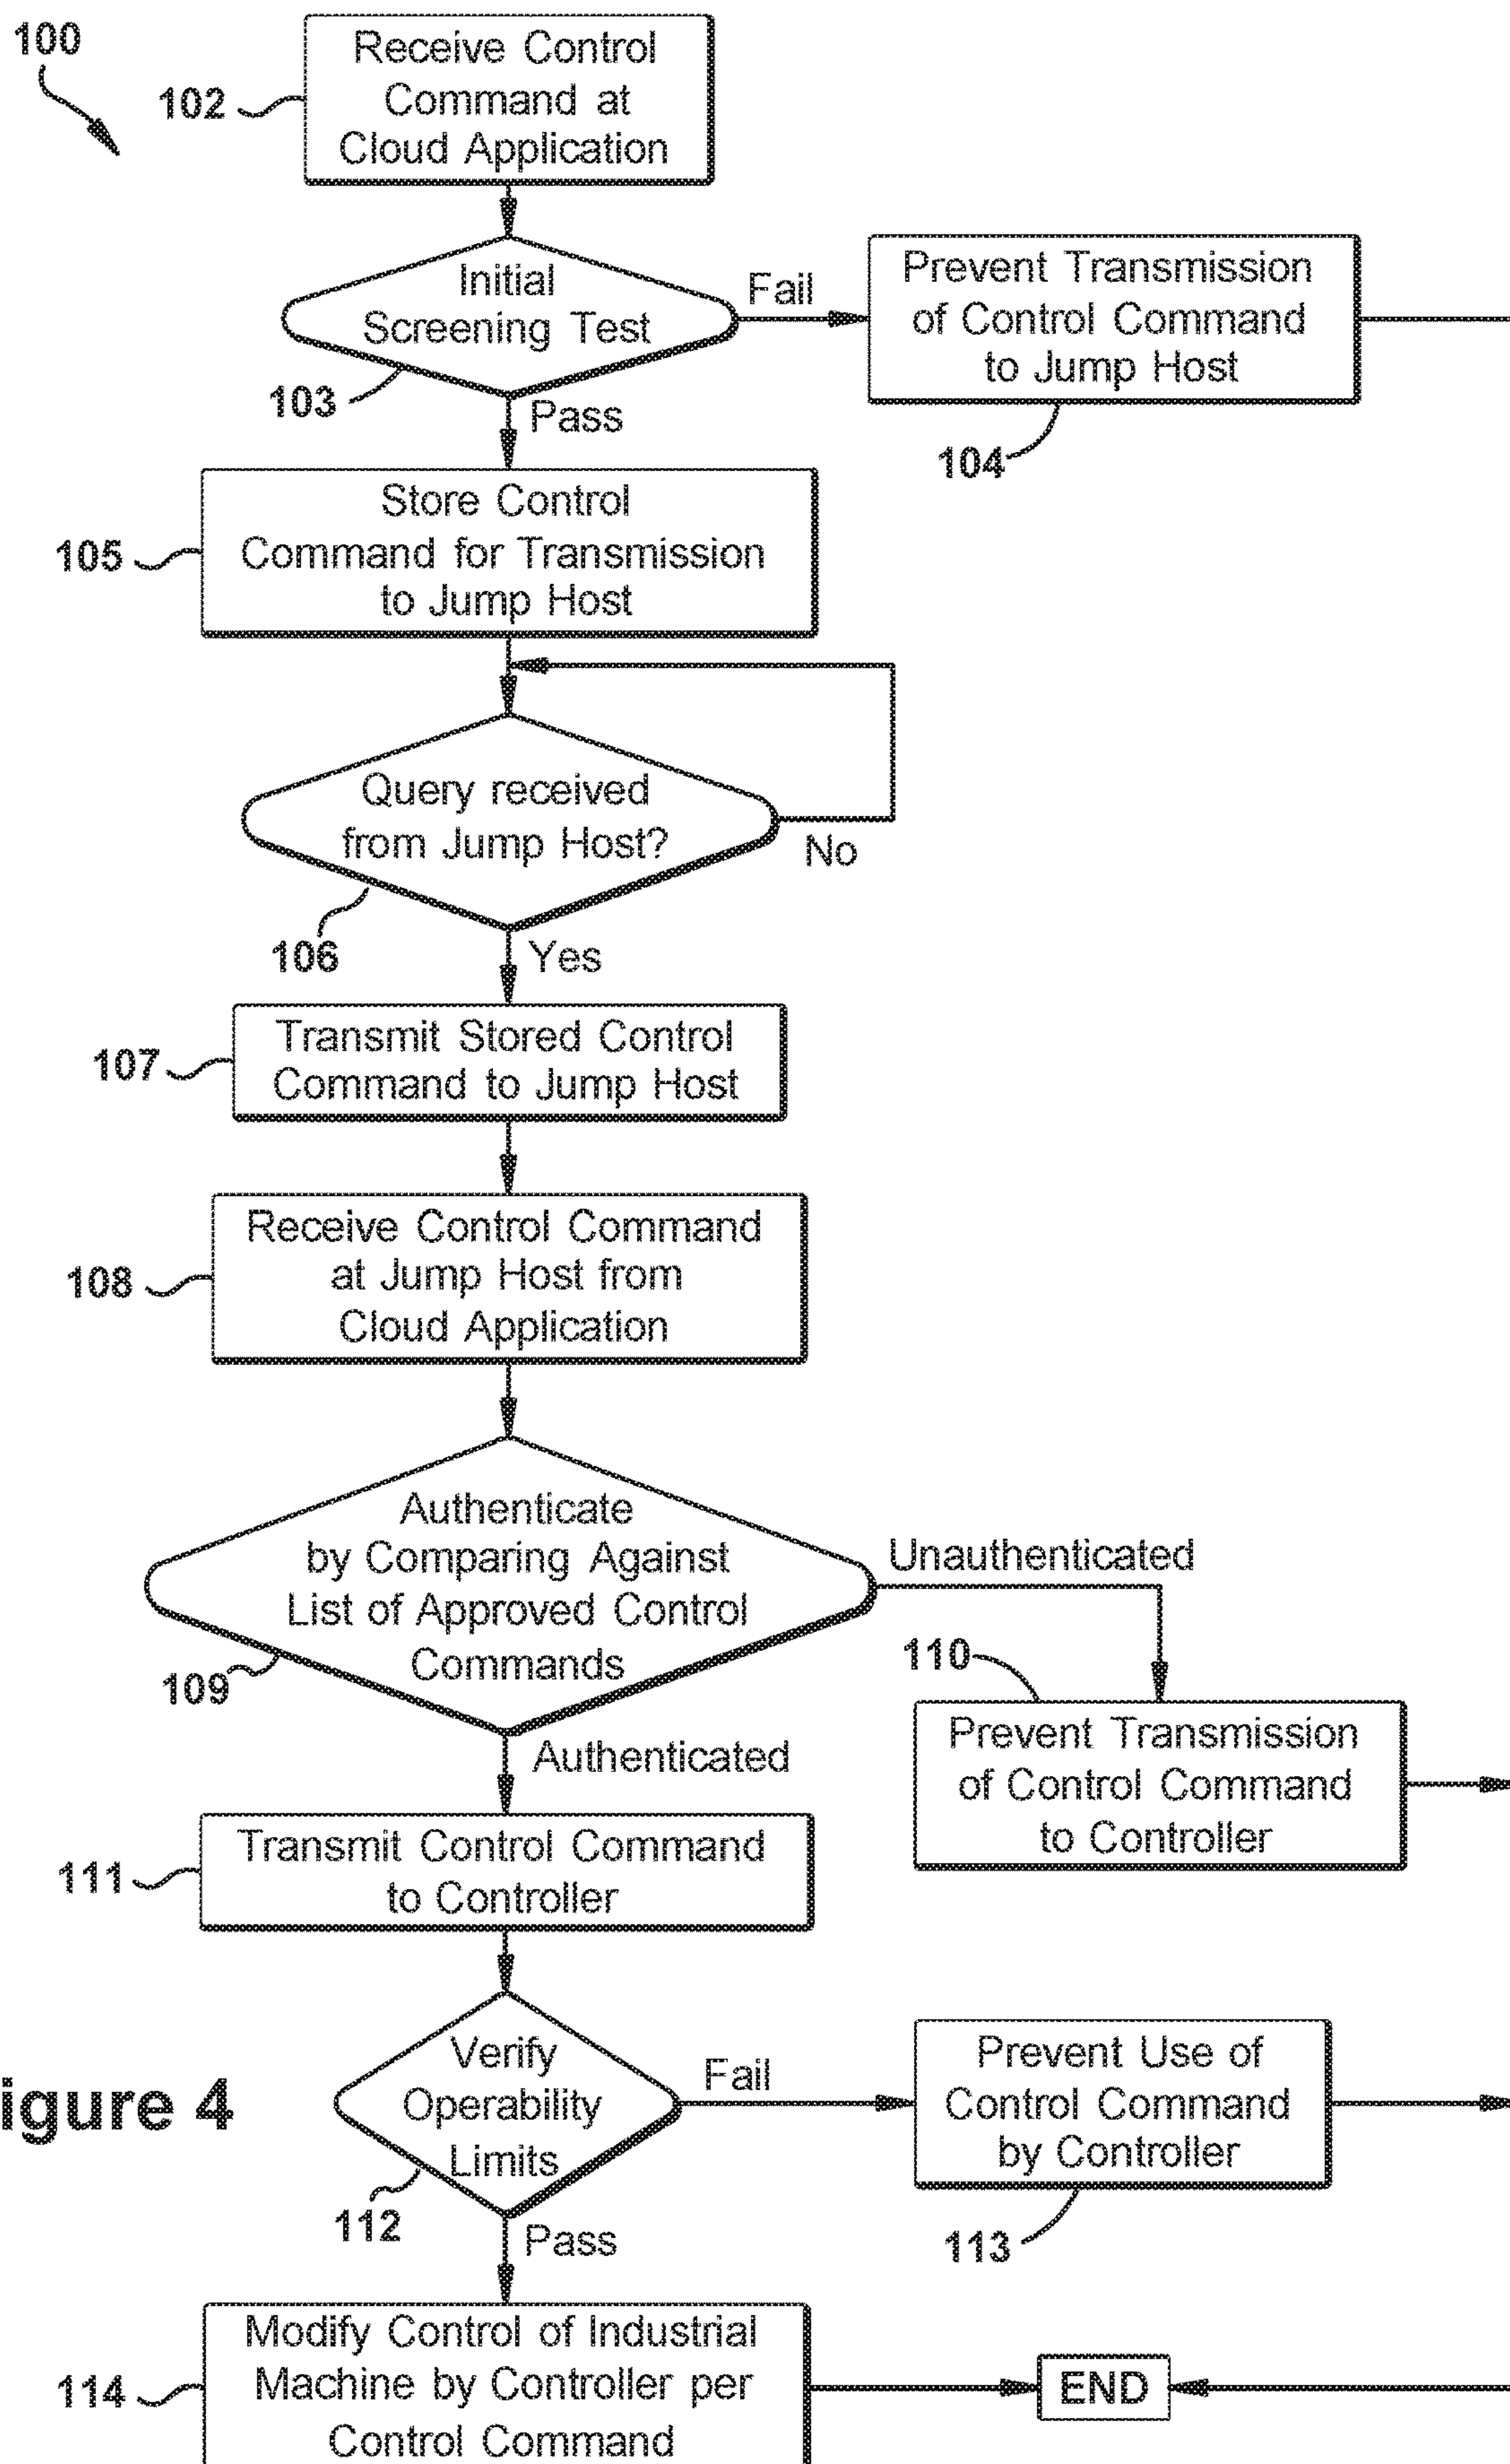 100
Receive Control
Command at
Cloud Application
102
Initial
Screening Test
103
Fail
Prevent Transmission
of Control Command
to Jump Host
104
Pass
Store Control
Command for Transmission
to Jump Host
105
Query received
from Jump Host?
No
106
Yes
Transmit Stored Control
Command to Jump Host
107
Receive Control Command
at Jump Host from
Cloud Application
108
Authenticate
by Comparing Against
List of Approved Control
Commands
109
Unauthenticated
110
Prevent Transmission
of Control Command
to Controller
Authenticated
Transmit Control Command
to Controller
111
Verify
Operability
Limits
112
Fail
Prevent Use of
Control Command
by Controller
113
igure 4
Pass
Modify Control of Industrial
Machine by Controller per
Control Command
114
END